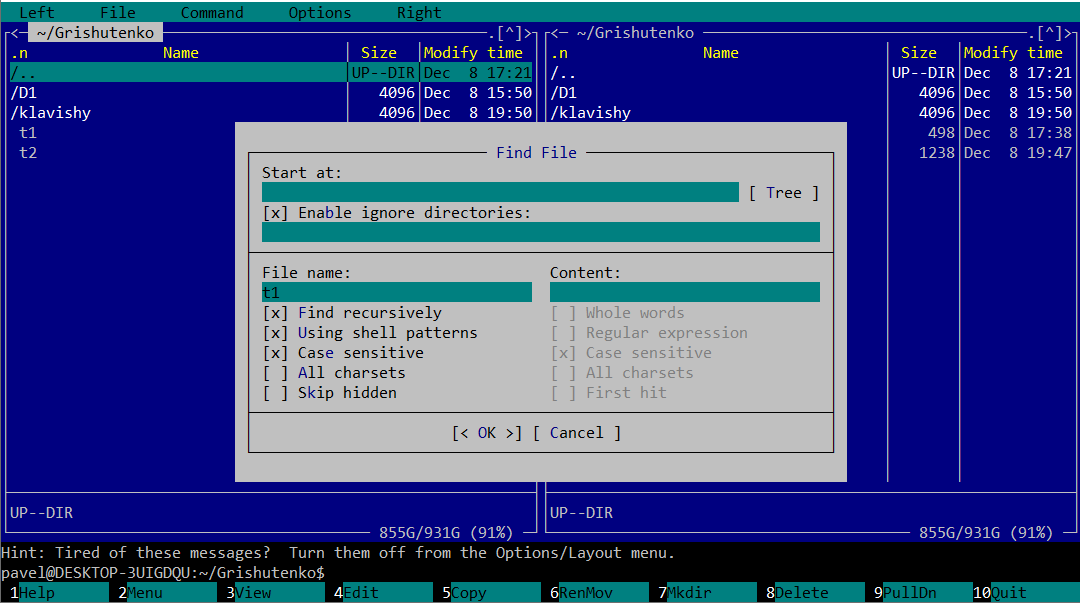 Left File Command Options Right
<─ ~/Grishutenko .[^]> <─ ~/Grishutenko .[^]>
.n Name Size Modify time .n Name Size Modify time
/.. UP--DIR Dec 8 17:21 /.. UP--DIR Dec 8 17:21
/D1 4096 Dec 8 15:50 /D1 4096 Dec 8 15:50
/klavishy 4096 Dec 8 19:50 /klavishy 4096 Dec 8 19:50
t1 498 Dec 8 17:38
t2 1238 Dec 8 19:47
Find File
Start at:
[ Tree ]
[x] Enable ignore directories:
File name: Content:
t1
[x] Find recursively [ ] Whole words
[x] Using shell patterns [ ] Regular expression
[x] Case sensitive [x] Case sensitive
[ ] All charsets [ ] All charsets
[ ] Skip hidden [ ] First hit
[< OK >] [ Cancel ]
UP--DIR UP--DIR
855G/931G (91%) 855G/931G (91%)
Hint: Tired of these messages? Turn them off from the Options/Layout menu.
pavel@DESKTOP-3UIGDQU:~/Grishutenko$
1Help 2Menu 3View 4Edit 5Copy 6RenMov 7Mkdir 8Delete 9PullDn 10Quit